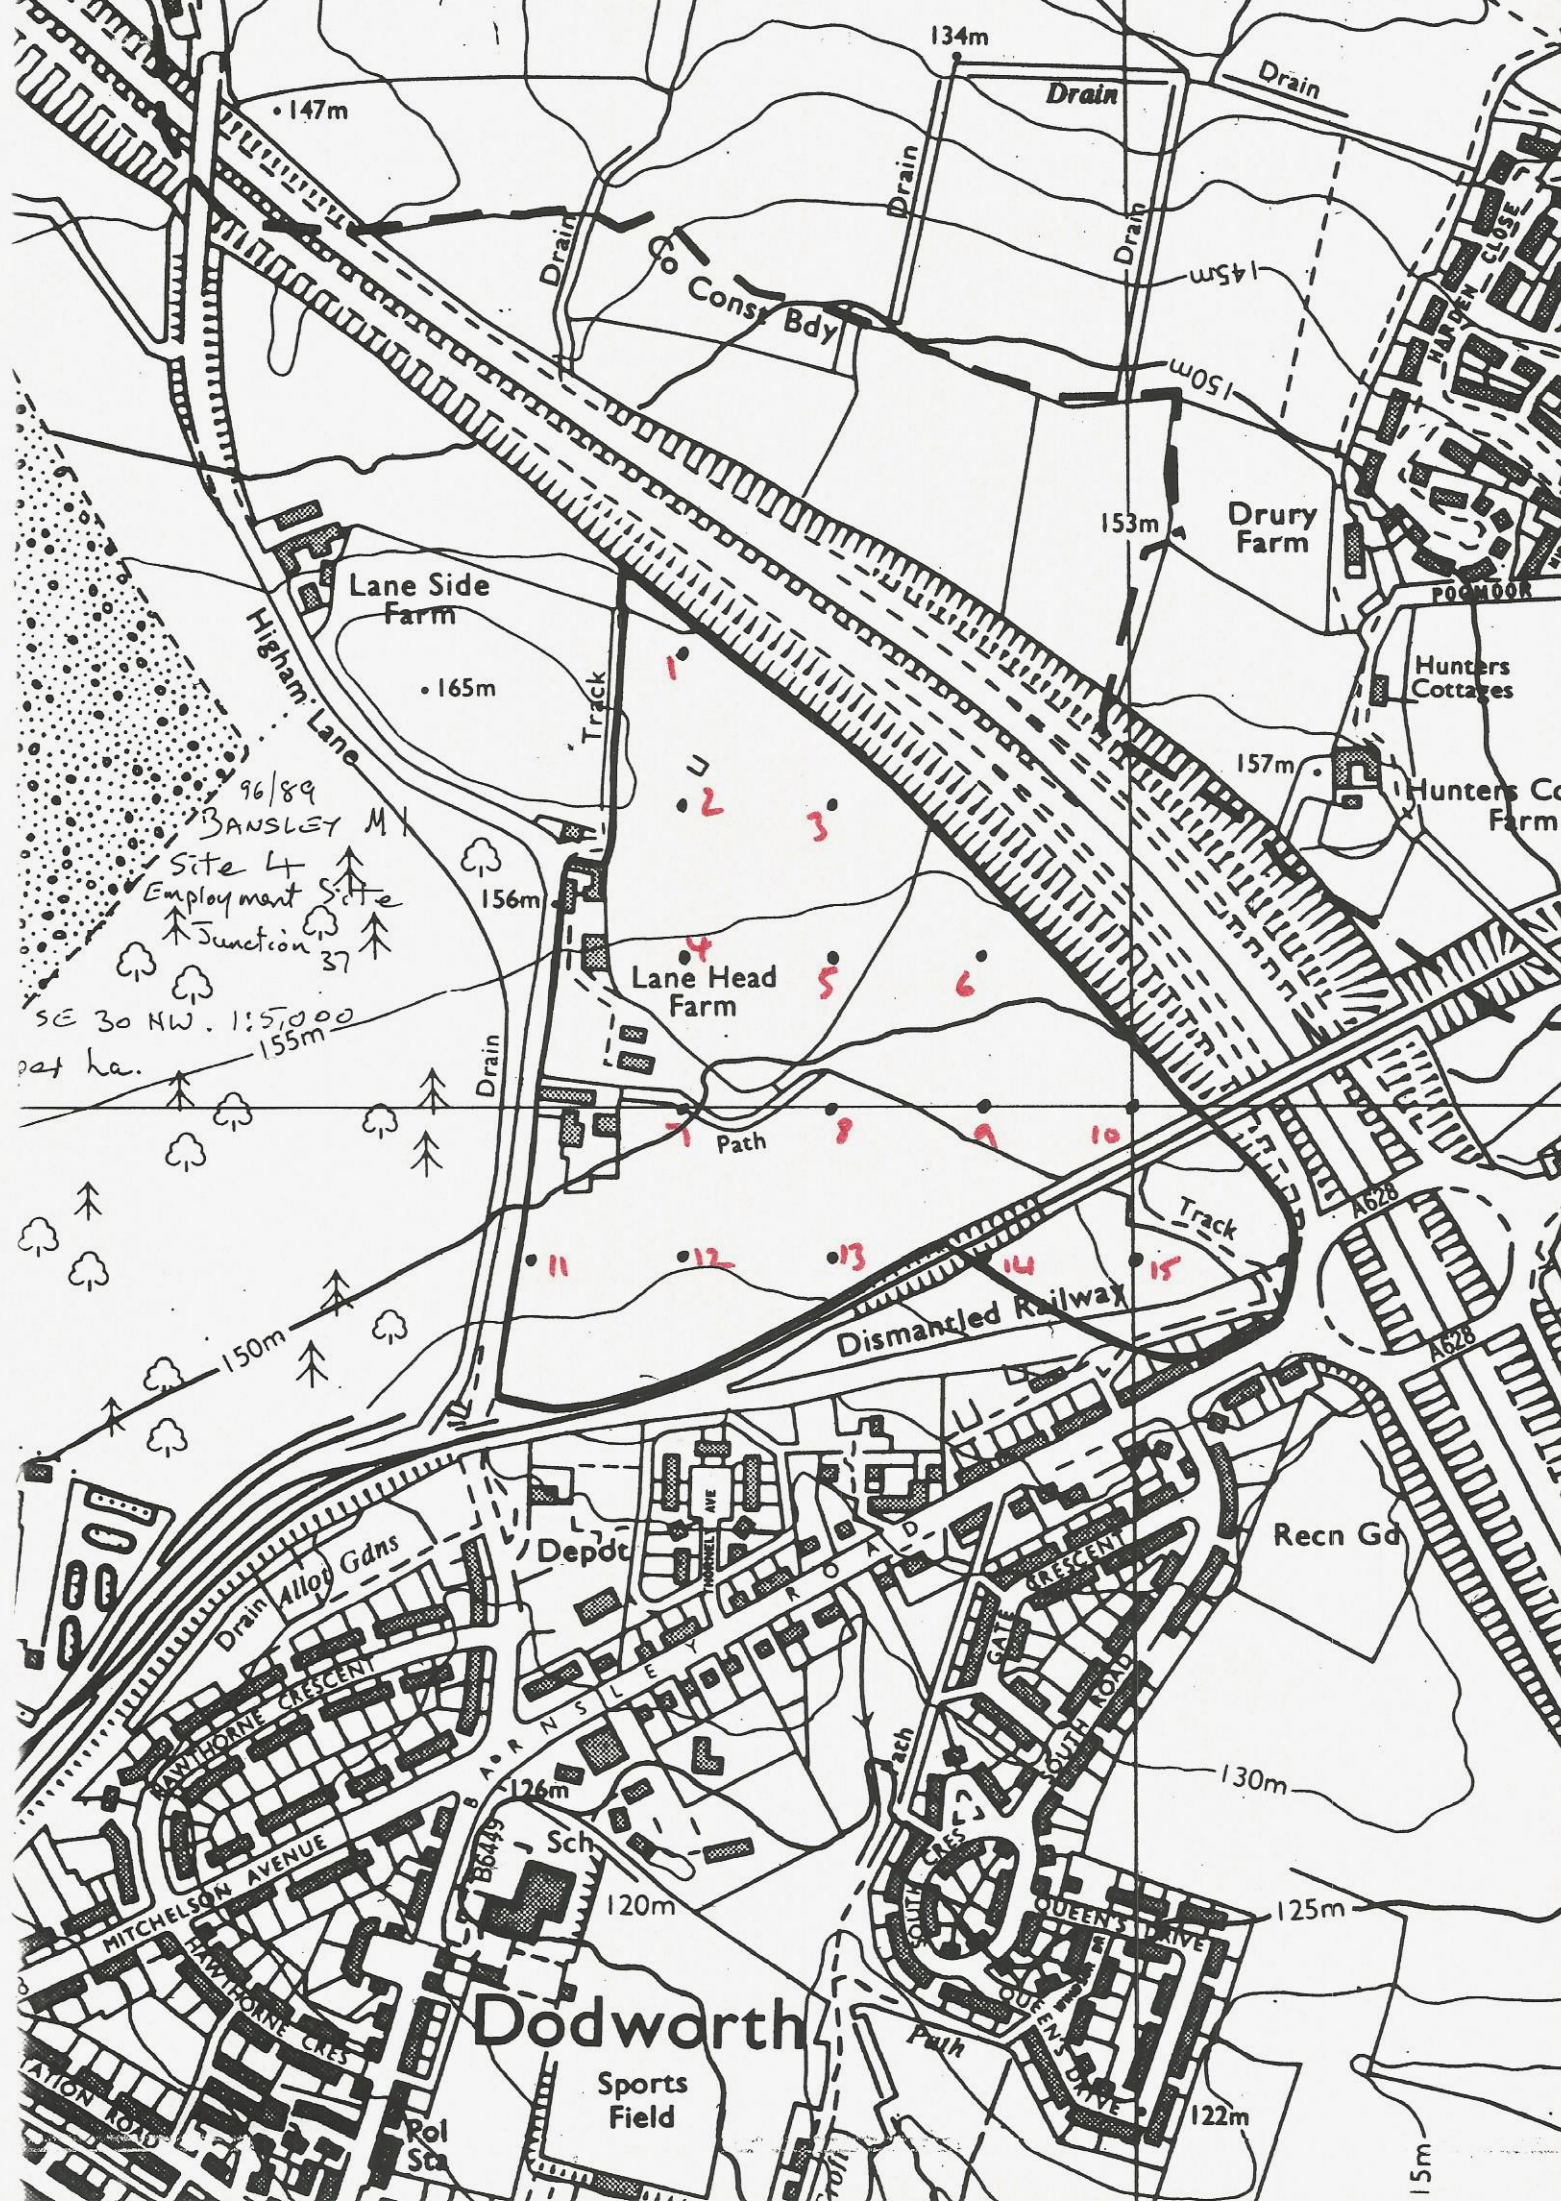 134m
Drain
Drain
147m
Drain
Drain
Drain
CLOSE
HARDEN
Co Const Bdy
145m
150m
153m
Drury
Farm
POGMOOR
Lane Side
Farm
Higham Lane
165m
Track
1
Hunters
Cottages
157m
2
3
Farm
96/89
BANSLEY M1
Site 4
Employment Site
Junction
37
SE 30 NW. 1:5,000
per ha.
156m
4
5
6
Lane Head
Farm
155m
Drain
7
Path
8
9
10
Track
A628
11
12
13
14
15
Dismantled Railway
150m
A628
Depot
THORNELY AVE
Recn Gd
CRESCENT
Allot Gdns
Drain
GATE
HAWTHORNE CRESCENT
BARNSLEY ROAD
SOUTH ROAD
Path
130m
126m
B6449
Sch
MITCHELSON AVENUE
SOUTH CRES
QUEEN'S DRIVE
125m
120m
HAWTHORNE CRES
Dodworth
QUEEN'S DRIVE
Path
Sports
Field
122m
Pol
Sta
Croft
15m